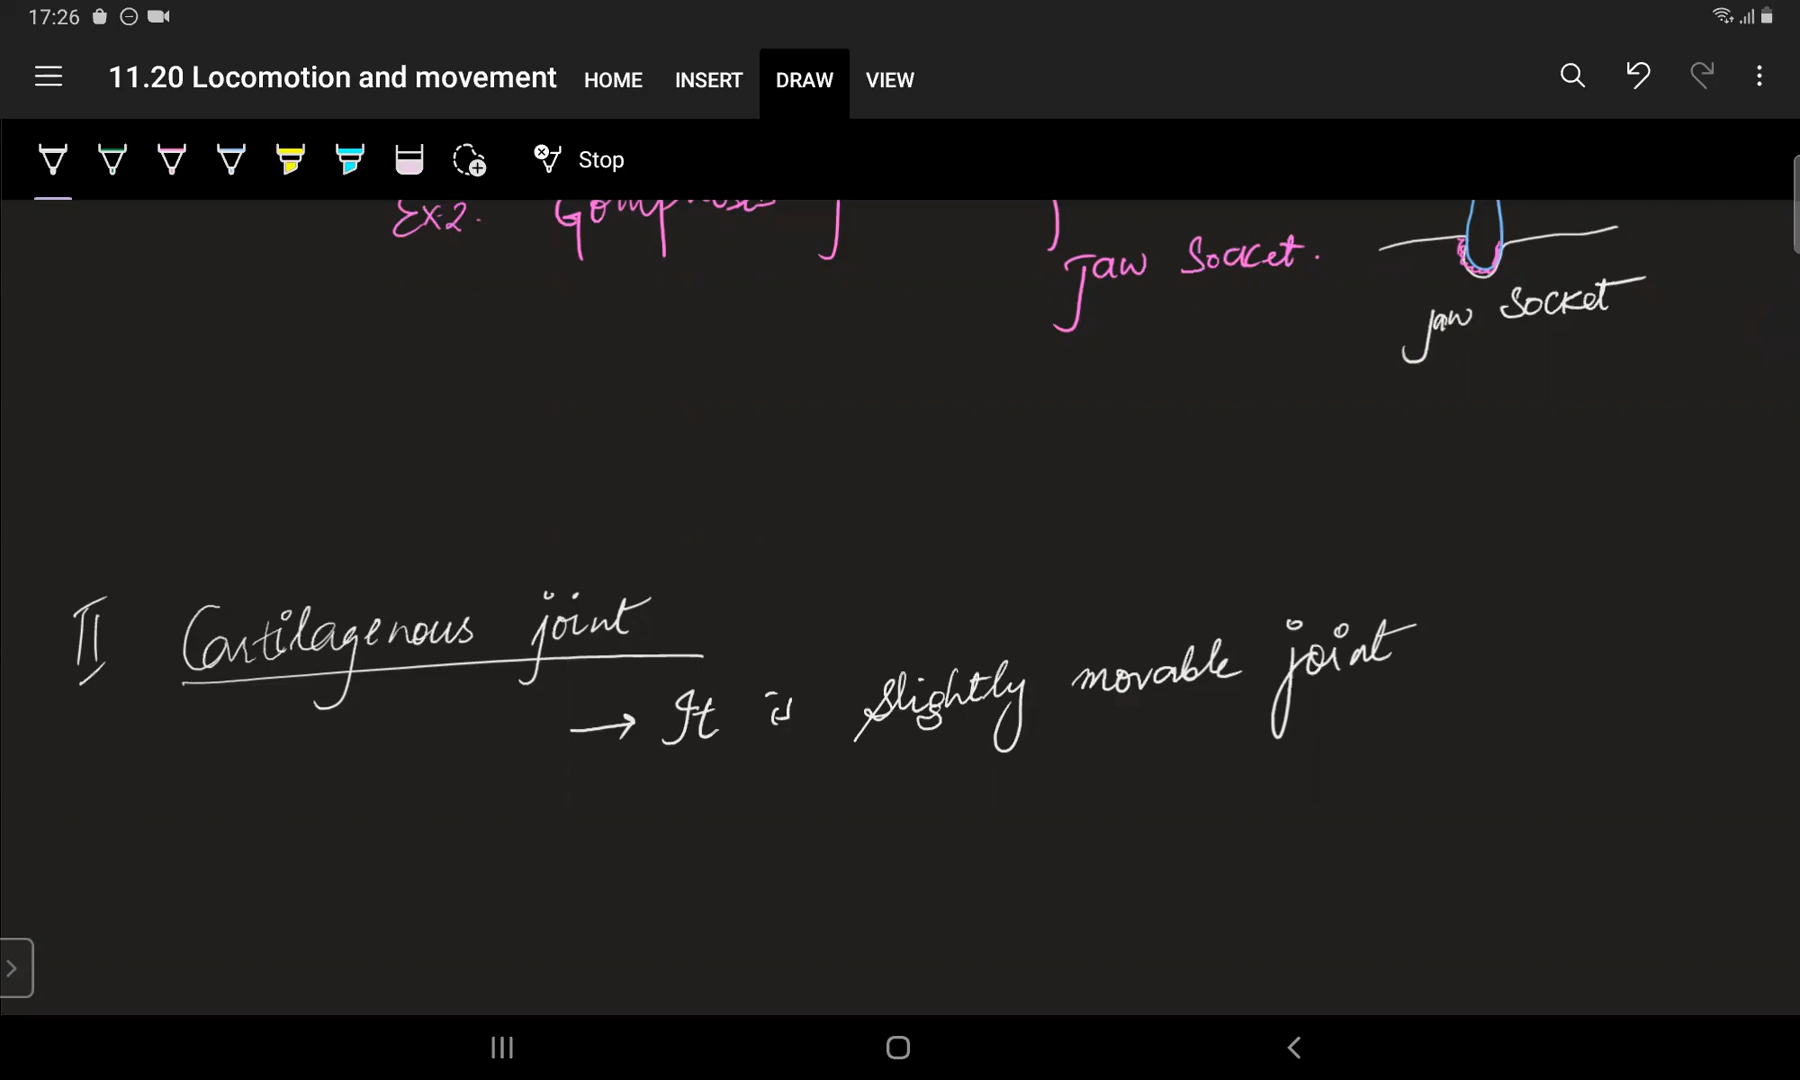 17:26
11.20 Locomotion and movement HOME INSERT DRAW VIEW
Stop
Ex.2.
Jaw Socket.
Jaw Socket
II Cartilagenous joint
→ It is slightly movable joint